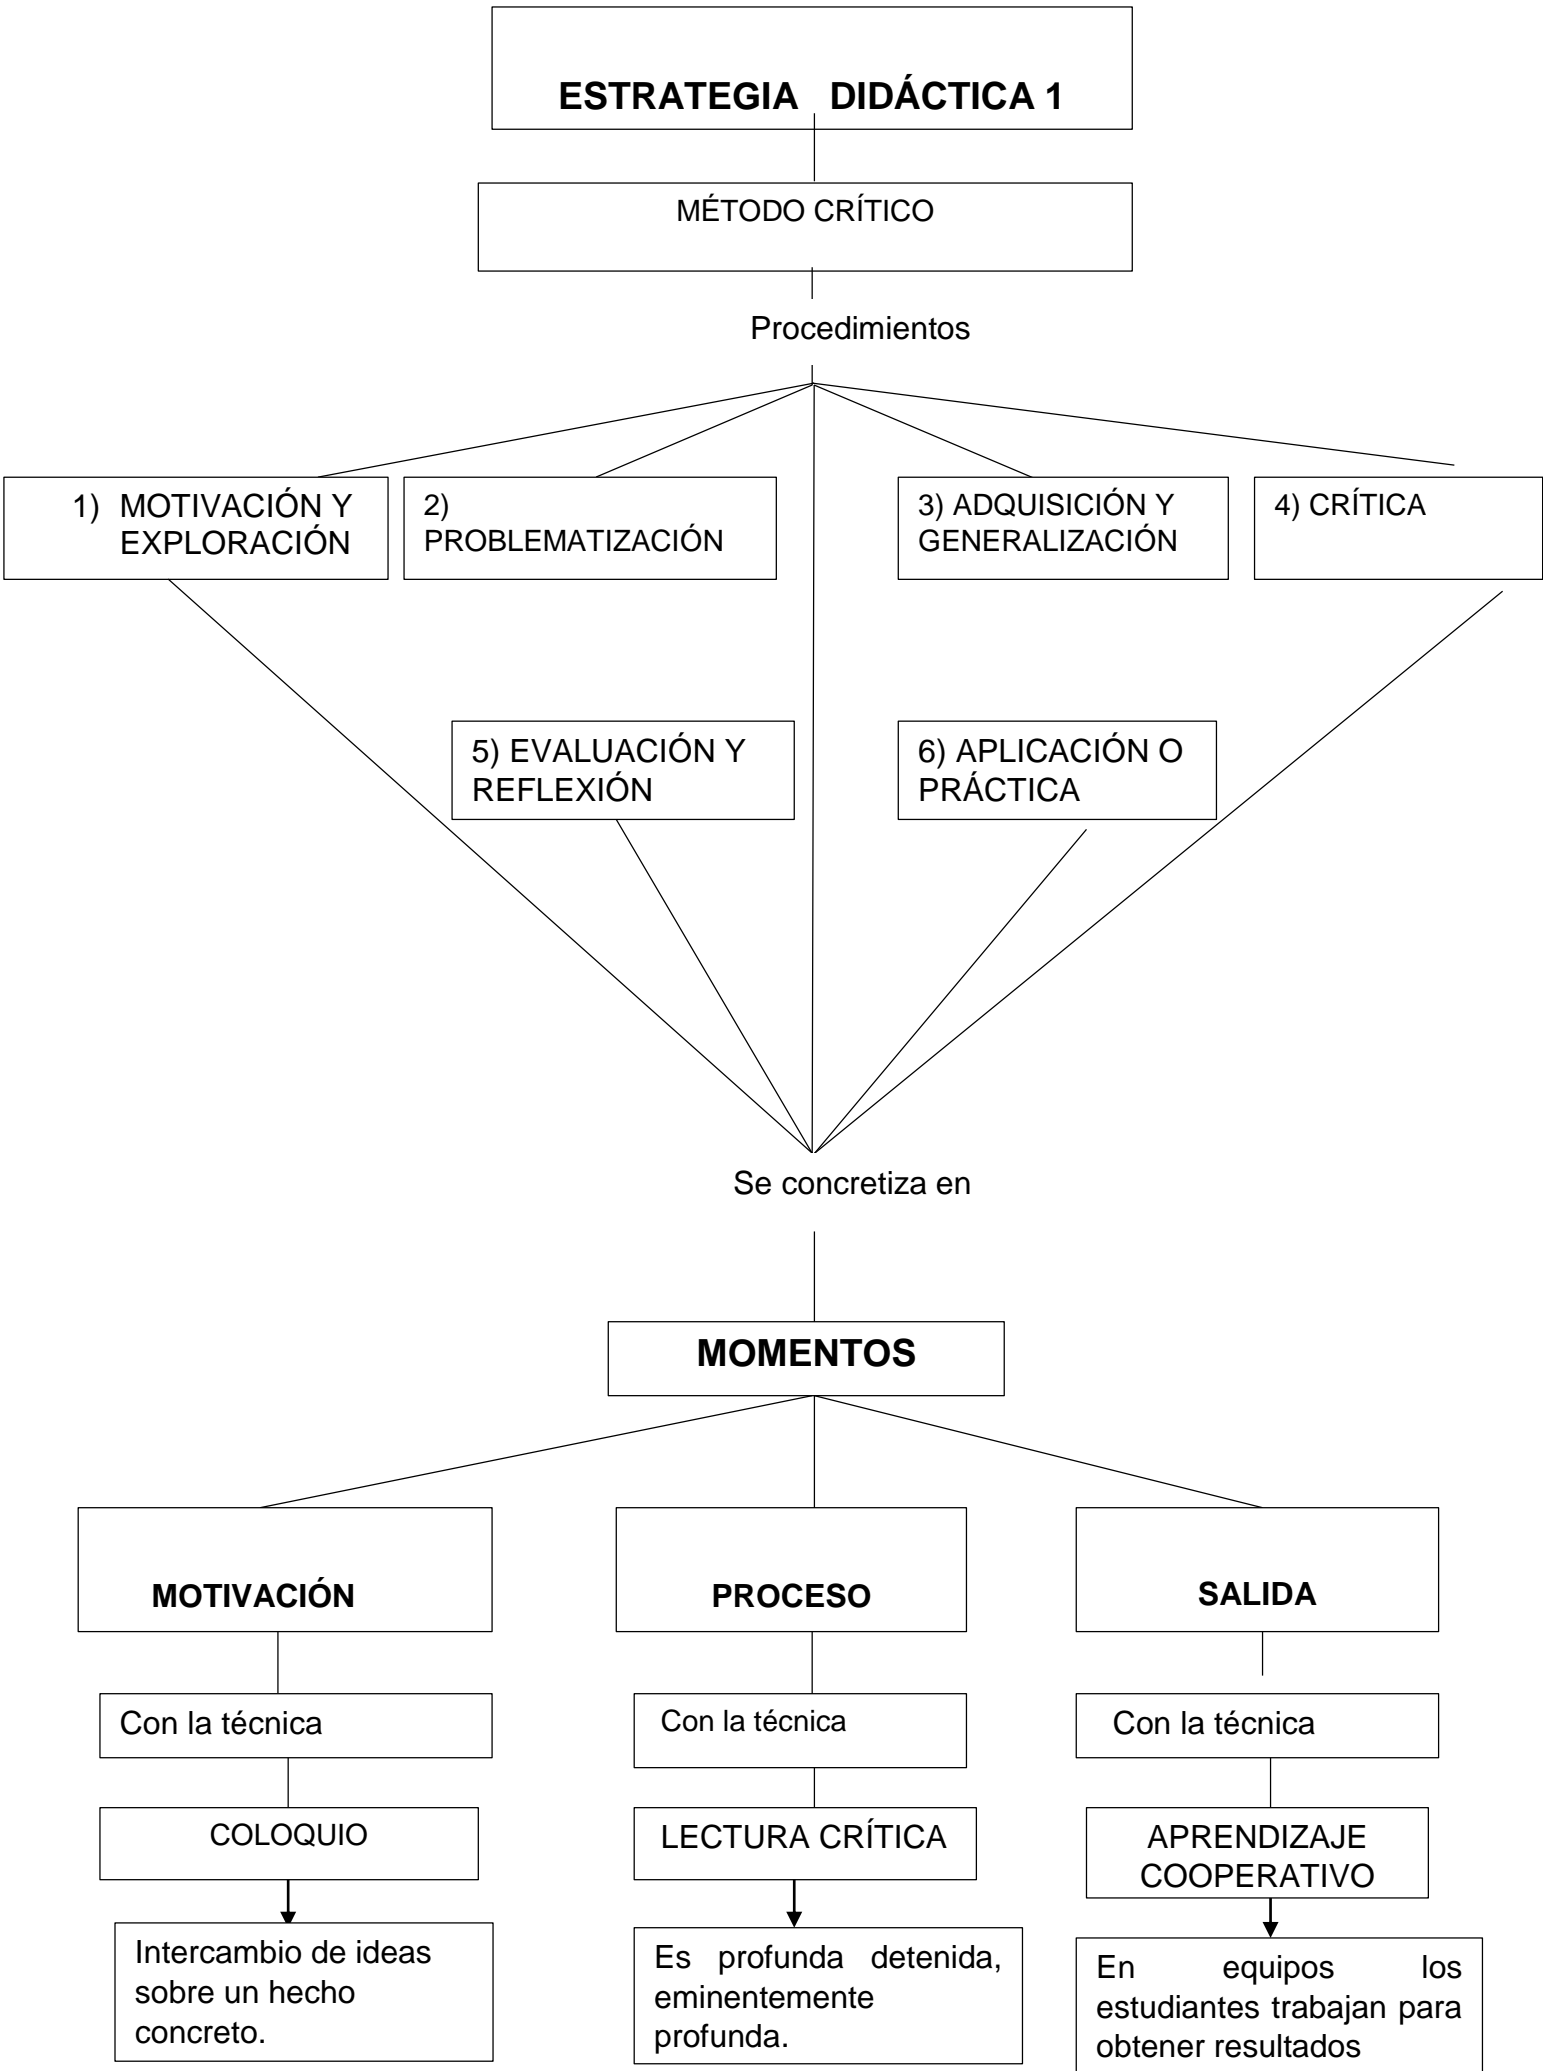 ESTRATEGIA DIDÁCTICA 1
MÉTODO CRÍTICO
Procedimientos
1) MOTIVACIÓN Y
EXPLORACIÓN
2)
PROBLEMATIZACIÓN
3) ADQUISICIÓN Y
GENERALIZACIÓN
4) CRÍTICA
5) EVALUACIÓN Y
REFLEXIÓN
6) APLICACIÓN O
PRÁCTICA
Se concretiza en
MOMENTOS
MOTIVACIÓN
PROCESO
SALIDA
Con la técnica
Con la técnica
Con la técnica
COLOQUIO
LECTURA CRÍTICA
APRENDIZAJE
COOPERATIVO
Intercambio de ideas
sobre un hecho
concreto.
Es profunda detenida,
eminentemente
profunda.
En equipos los
estudiantes trabajan para
obtener resultados